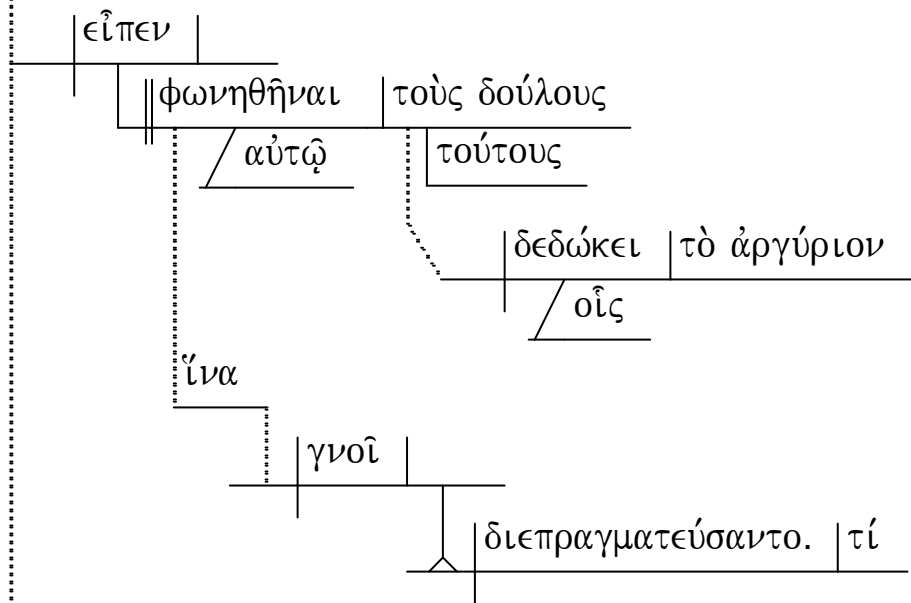 εἶπεν
φωνηθῆναι τοὺς δούλους
αὐτῷ τούτους
δεδώκει τὸ ἀργύριον
οἷς
ἵνα
γνοῖ
διεπραγματεύσαντο. τί